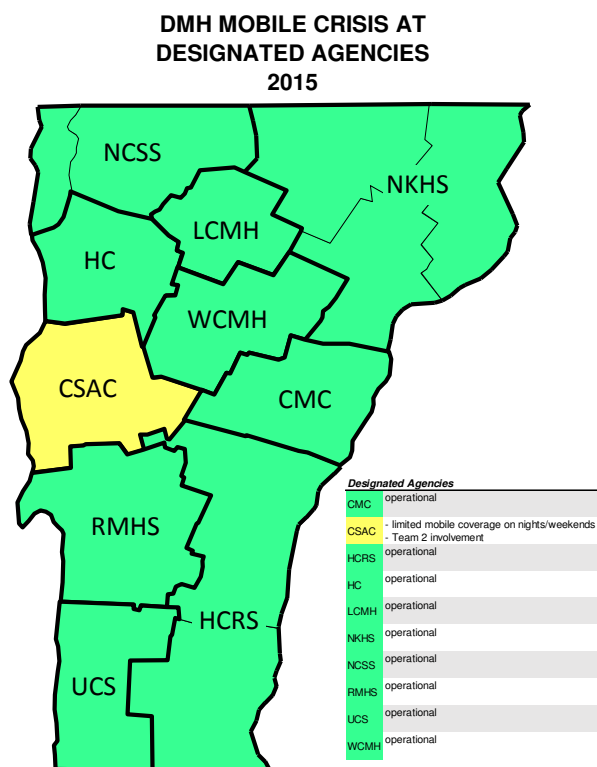 DMH MOBILE CRISIS AT
DESIGNATED AGENCIES
2015
NCSS
NKHS
LCMH
HC
WCMH
CSAC
CMC
RMHS
HCRS
UCS
Designated Agencies
CMC operational
CSAC - limited mobile coverage on nights/weekends
- Team 2 involvement
HCRS operational
HC operational
LCMH operational
NKHS operational
NCSS operational
RMHS operational
UCS operational
WCMH operational